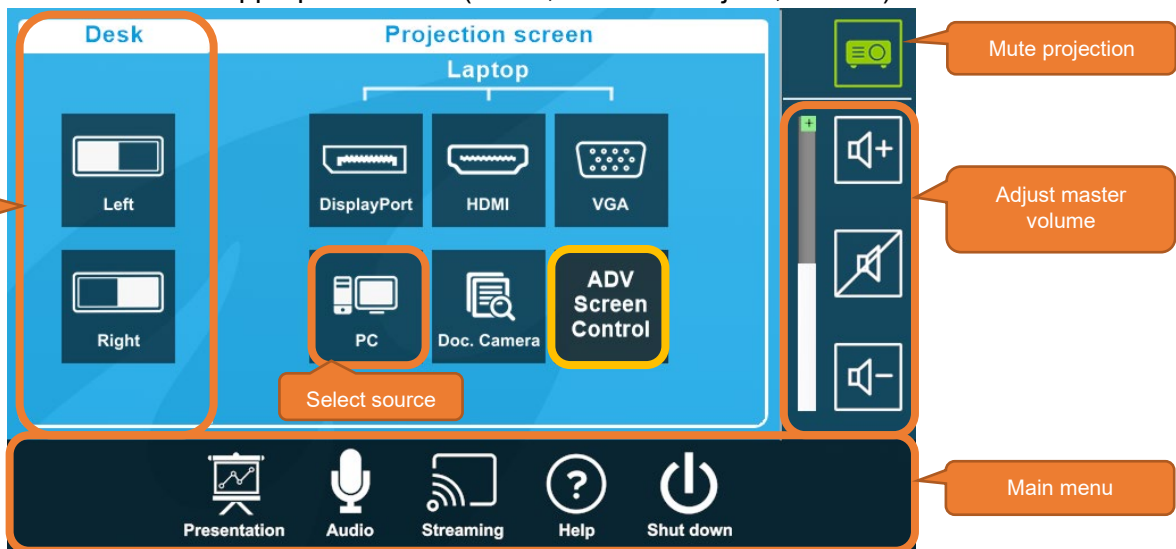 Desk
Projection screen
Mute projection
Laptop
Left
DisplayPort
HDMI
VGA
Adjust master
volume
Right
PC
Doc. Camera
ADV
Screen
Control
Select source
Main menu
Presentation
Audio
Streaming
Help
Shut down